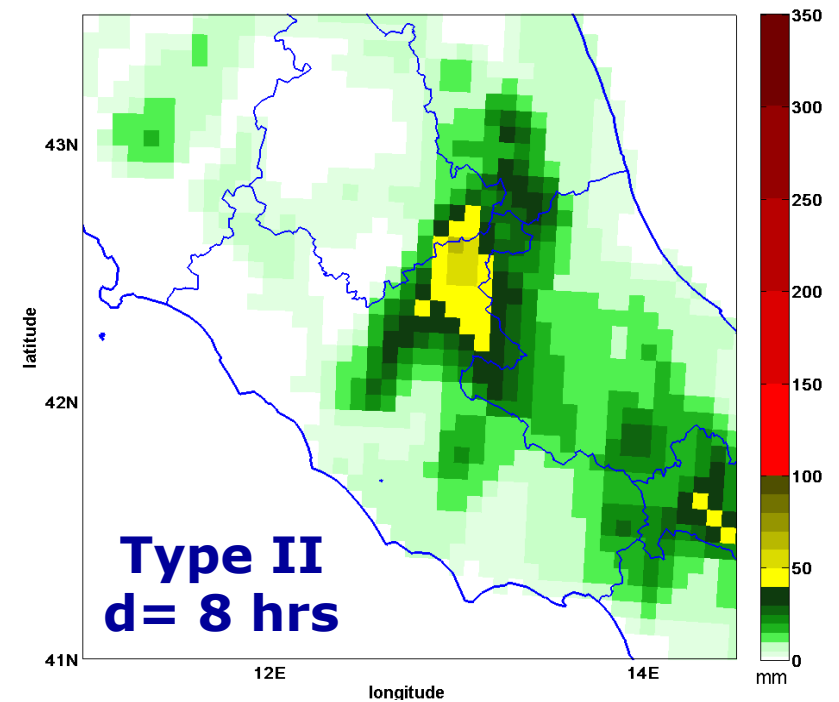 350
300
250
200
150
100
50
0
mm
43N
42N
41N
latitude
Type II
d= 8 hrs
12E
14E
longitude